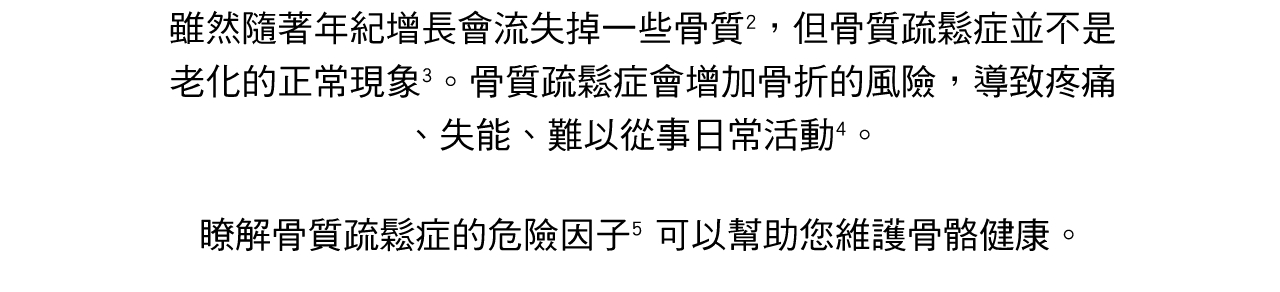 雖然隨著年紀增長會流失掉一些骨質²，但骨質疏鬆症並不是
老化的正常現象³。骨質疏鬆症會增加骨折的風險，導致疼痛
、失能、難以從事日常活動⁴。
瞭解骨質疏鬆症的危險因子⁵ 可以幫助您維護骨骼健康。